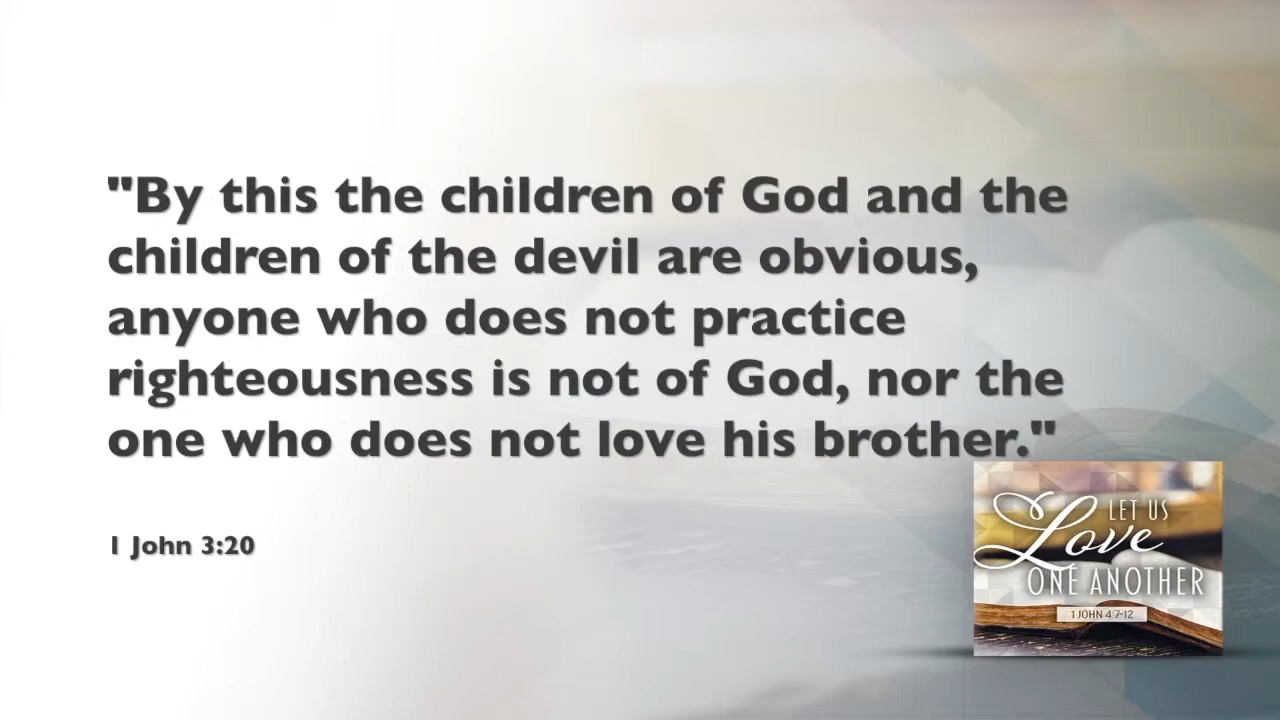 "By this the children of God and the
children of the devil are obvious,
anyone who does not practice
righteousness is not of God, nor the
one who does not love his brother."
1 John 3:20
LET US
Love
ONE ANOTHER
1 JOHN 4:7-12